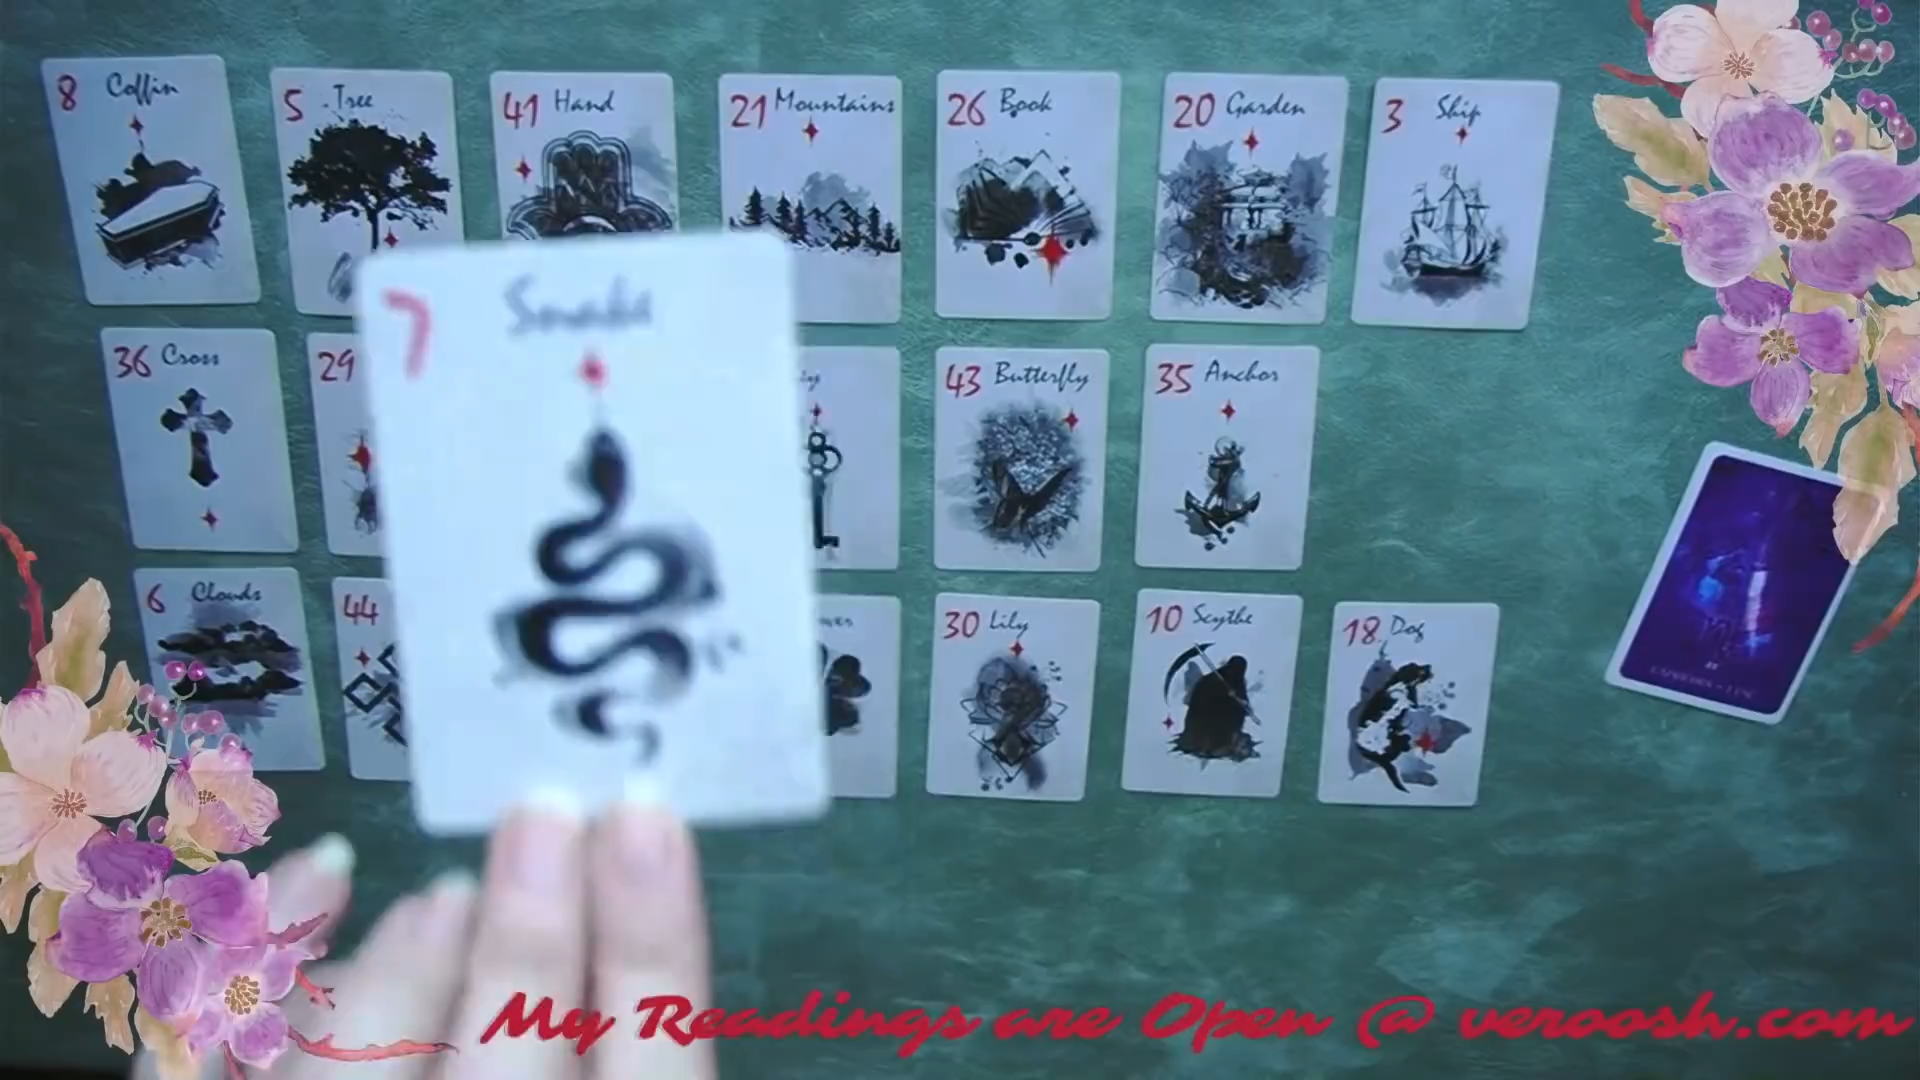 8 Coffin
5 Tree
41 Hand
21 Mountains
26 Book
20 Garden
3 Ship
7 Snake
36 Cross
29
43 Butterfly
35 Anchor
6 Clouds
44
30 Lily
10 Scythe
18 Dog
My Readings are Open @ veroosh.com